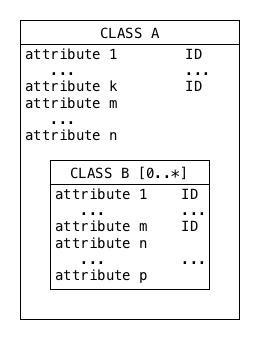 CLASS A
attribute 1 ID
... ...
attribute k ID
attribute m
...
attribute n
CLASS B [0..*]
attribute 1 ID
... ...
attribute m ID
attribute n
... ...
attribute p